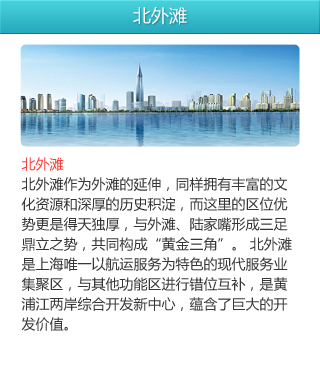 北外滩
北外滩
北外滩作为外滩的延伸，同样拥有丰富的文
化资源和深厚的历史积淀，而这里的区位优
势更是得天独厚，与外滩、陆家嘴形成三足
鼎立之势，共同构成“黄金三角”。 北外滩
是上海唯一以航运服务为特色的现代服务业
集聚区，与其他功能区进行错位互补，是黄
浦江两岸综合开发新中心，蕴含了巨大的开
发价值。